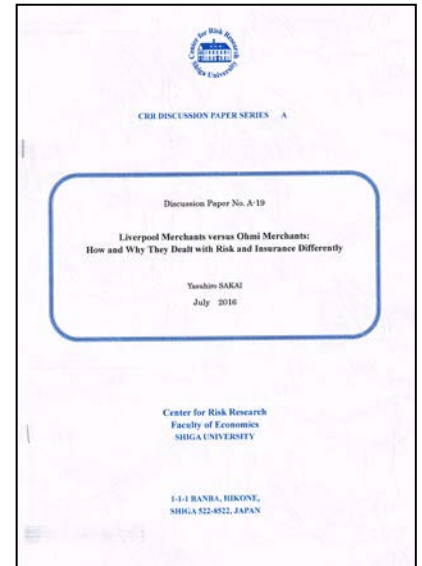 Center for Risk Research
Shiga University
CRR DISCUSSION PAPER SERIES A
Discussion Paper No. A-19
Liverpool Merchants versus Ohmi Merchants:
How and Why They Dealt with Risk and Insurance Differently
Yasuhiro SAKAI
July 2016
Center for Risk Research
Faculty of Economics
SHIGA UNIVERSITY
1-1-1 BANBA, HIKONE,
SHIGA 522-8522, JAPAN